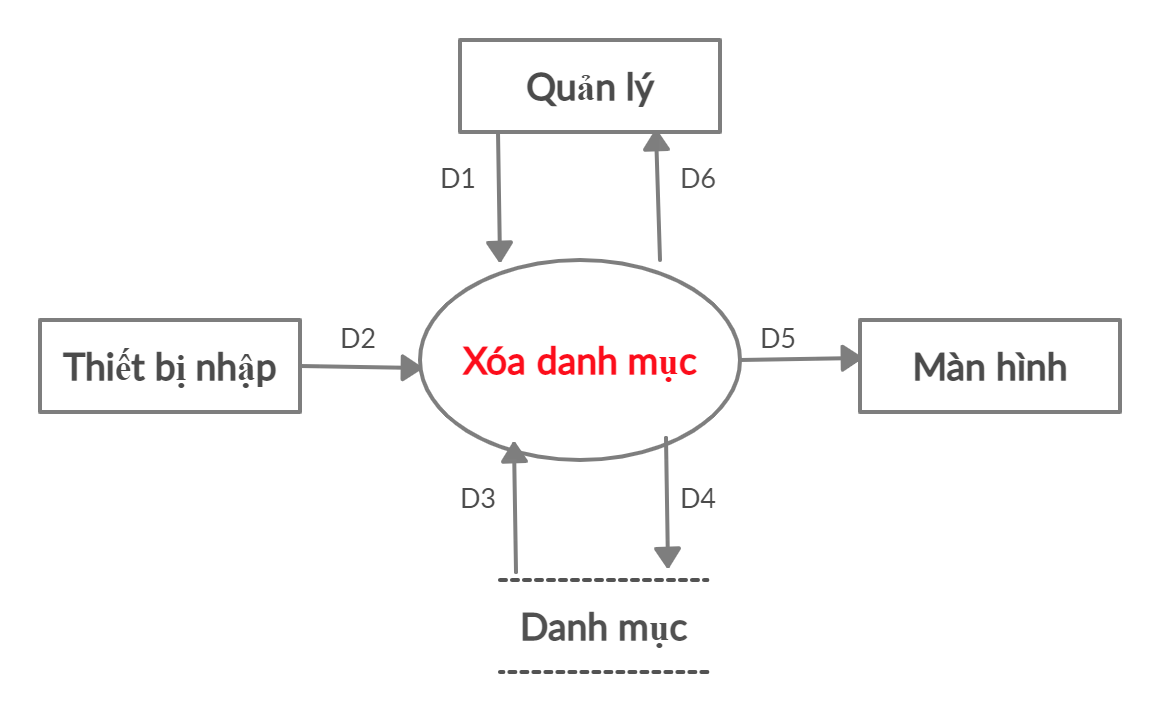 Quản lý
D1
D6
Thiết bị nhập
D2
Xóa danh mục
D5
Màn hình
D3
D4
Danh mục